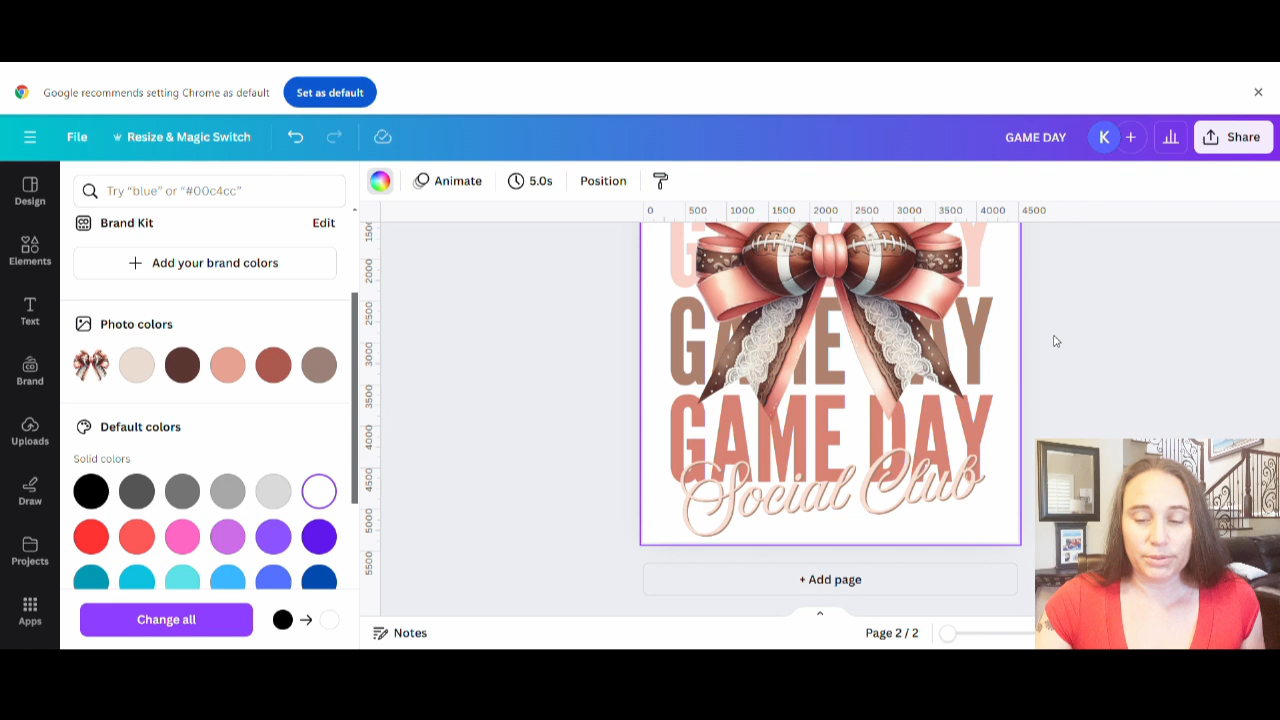 Google recommends setting Chrome as default
Set as default
File
Resize & Magic Switch
GAME DAY
K
Share
Design
Elements
Text
Brand
Uploads
Draw
Projects
Apps
Try “blue” or “#00c4cc”
Brand Kit
Edit
+ Add your brand colors
Photo colors
Default colors
Solid colors
Change all
Animate
5.0s
Position
0 500 1000 1500 2000 2500 3000 3500 4000 4500
1500
2000
2500
3000
3500
4000
4500
5000
5500
GAME DAY
GAME DAY
Social Club
+ Add page
Notes
Page 2 / 2